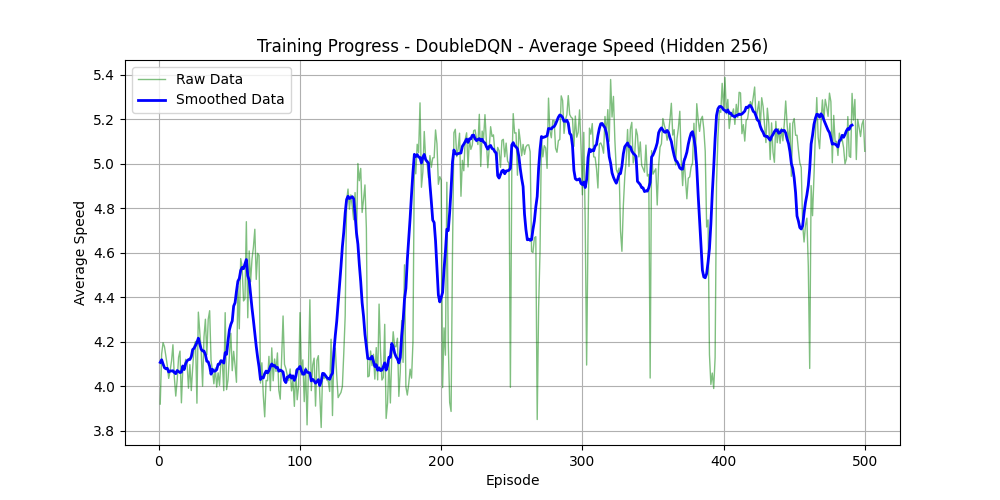 Training Progress - DoubleDQN - Average Speed (Hidden 256)
Raw Data
Smoothed Data
Average Speed
5.4
5.2
5.0
4.8
4.6
4.4
4.2
4.0
3.8
0 100 200 300 400 500
Episode